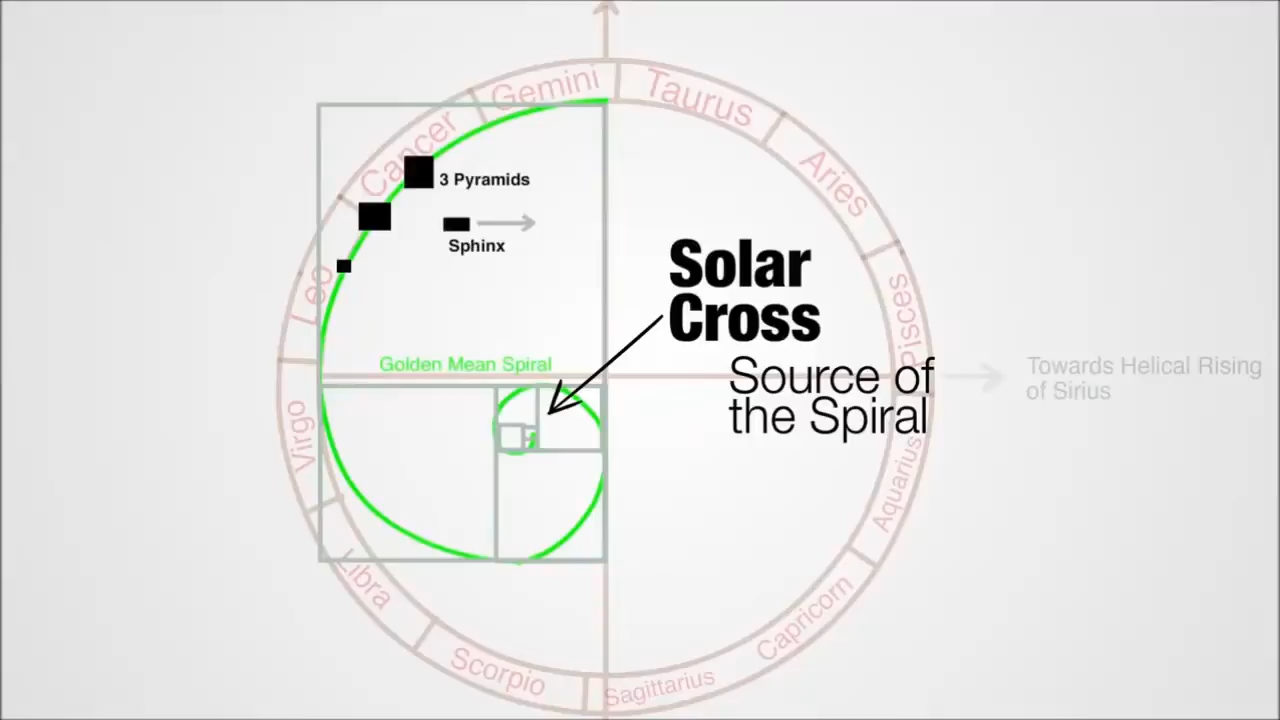 Gemini
Taurus
Cancer
Aries
3 Pyramids
Sphinx
Leo
Pisces
Solar
Cross
Golden Mean Spiral
Source of
the Spiral
Towards Helical Rising
of Sirius
Virgo
Aquarius
Libra
Capricorn
Scorpio
Sagittarius